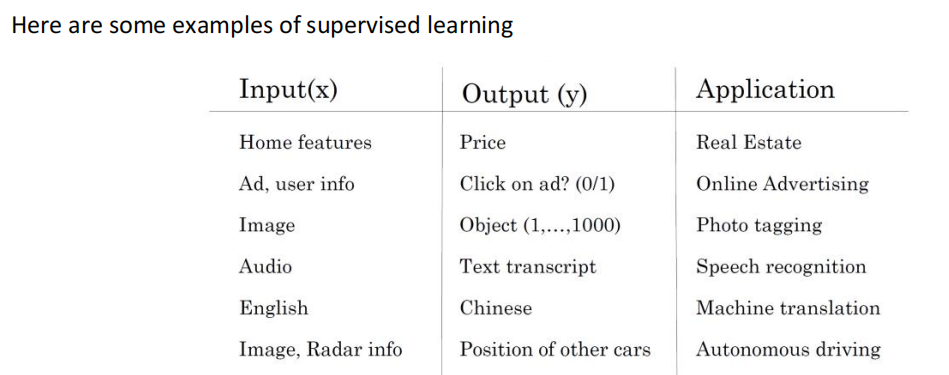 Here are some examples of supervised learning
Input(x) Output (y) Application
Home features Price Real Estate
Ad, user info Click on ad? (0/1) Online Advertising
Image Object (1,...,1000) Photo tagging
Audio Text transcript Speech recognition
English Chinese Machine translation
Image, Radar info Position of other cars Autonomous driving